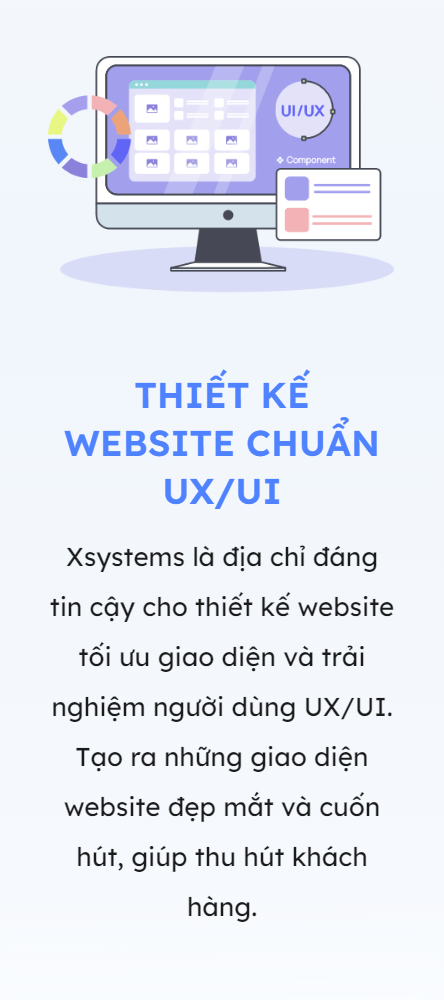 UI/UX
Component
THIẾT KẾ
WEBSITE CHUẨN
UX/UI
Xsystems là địa chỉ đáng
tin cậy cho thiết kế website
tối ưu giao diện và trải
nghiệm người dùng UX/UI.
Tạo ra những giao diện
website đẹp mắt và cuốn
hút, giúp thu hút khách
hàng.